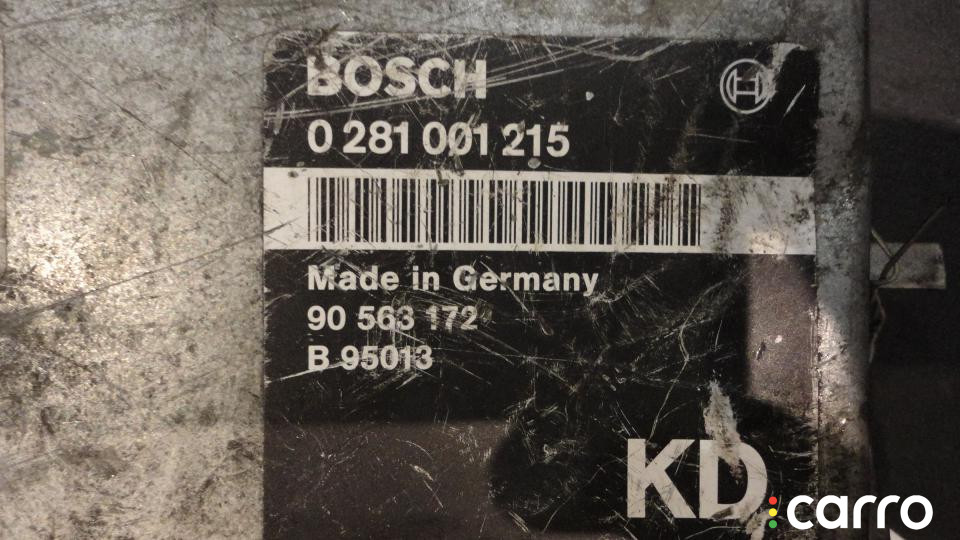 BOSCH
0 281 001 215
Made in Germany
90 563 172
B 95013
KD
carro